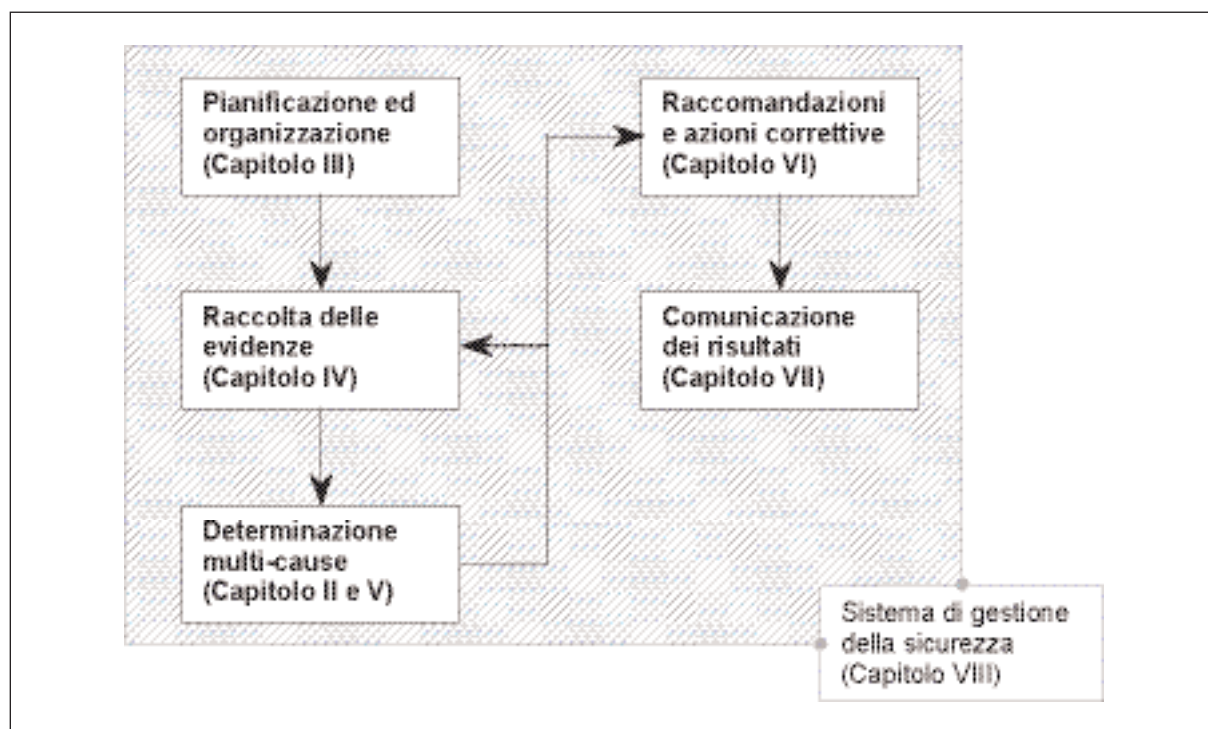 Pianificazione ed
organizzazione
(Capitolo III)
Raccolta delle
evidenze
(Capitolo IV)
Determinazione
multi-cause
(Capitolo II e V)
Raccomandazioni
e azioni correttive
(Capitolo VI)
Comunicazione
dei risultati
(Capitolo VII)
Sistema di gestione
della sicurezza
(Capitolo VIII)